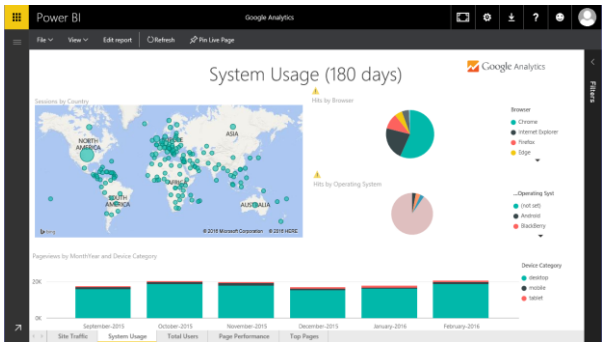 Power BI
Google Analytics
?
File
View
Edit report
Refresh
Pin Live Page
System Usage (180 days)
Google Analytics
Filters
Sessions by Country
NORTH
AMERICA
EUROPE
ASIA
AFRICA
SOUTH
AMERICA
AUSTRALIA
Bing
© 2016 Microsoft Corporation © 2016 HERE
Hits by Browser
Browser
Chrome
Internet Explorer
Firefox
Edge
Hits by Operating System
...Operating Syst
(not set)
Android
BlackBerry
Pageviews by MonthYear and Device Category
20K
0K
September-2015
October-2015
November-2015
December-2015
January-2016
February-2016
Device Category
desktop
mobile
tablet
Site Traffic
System Usage
Total Users
Page Performance
Top Pages